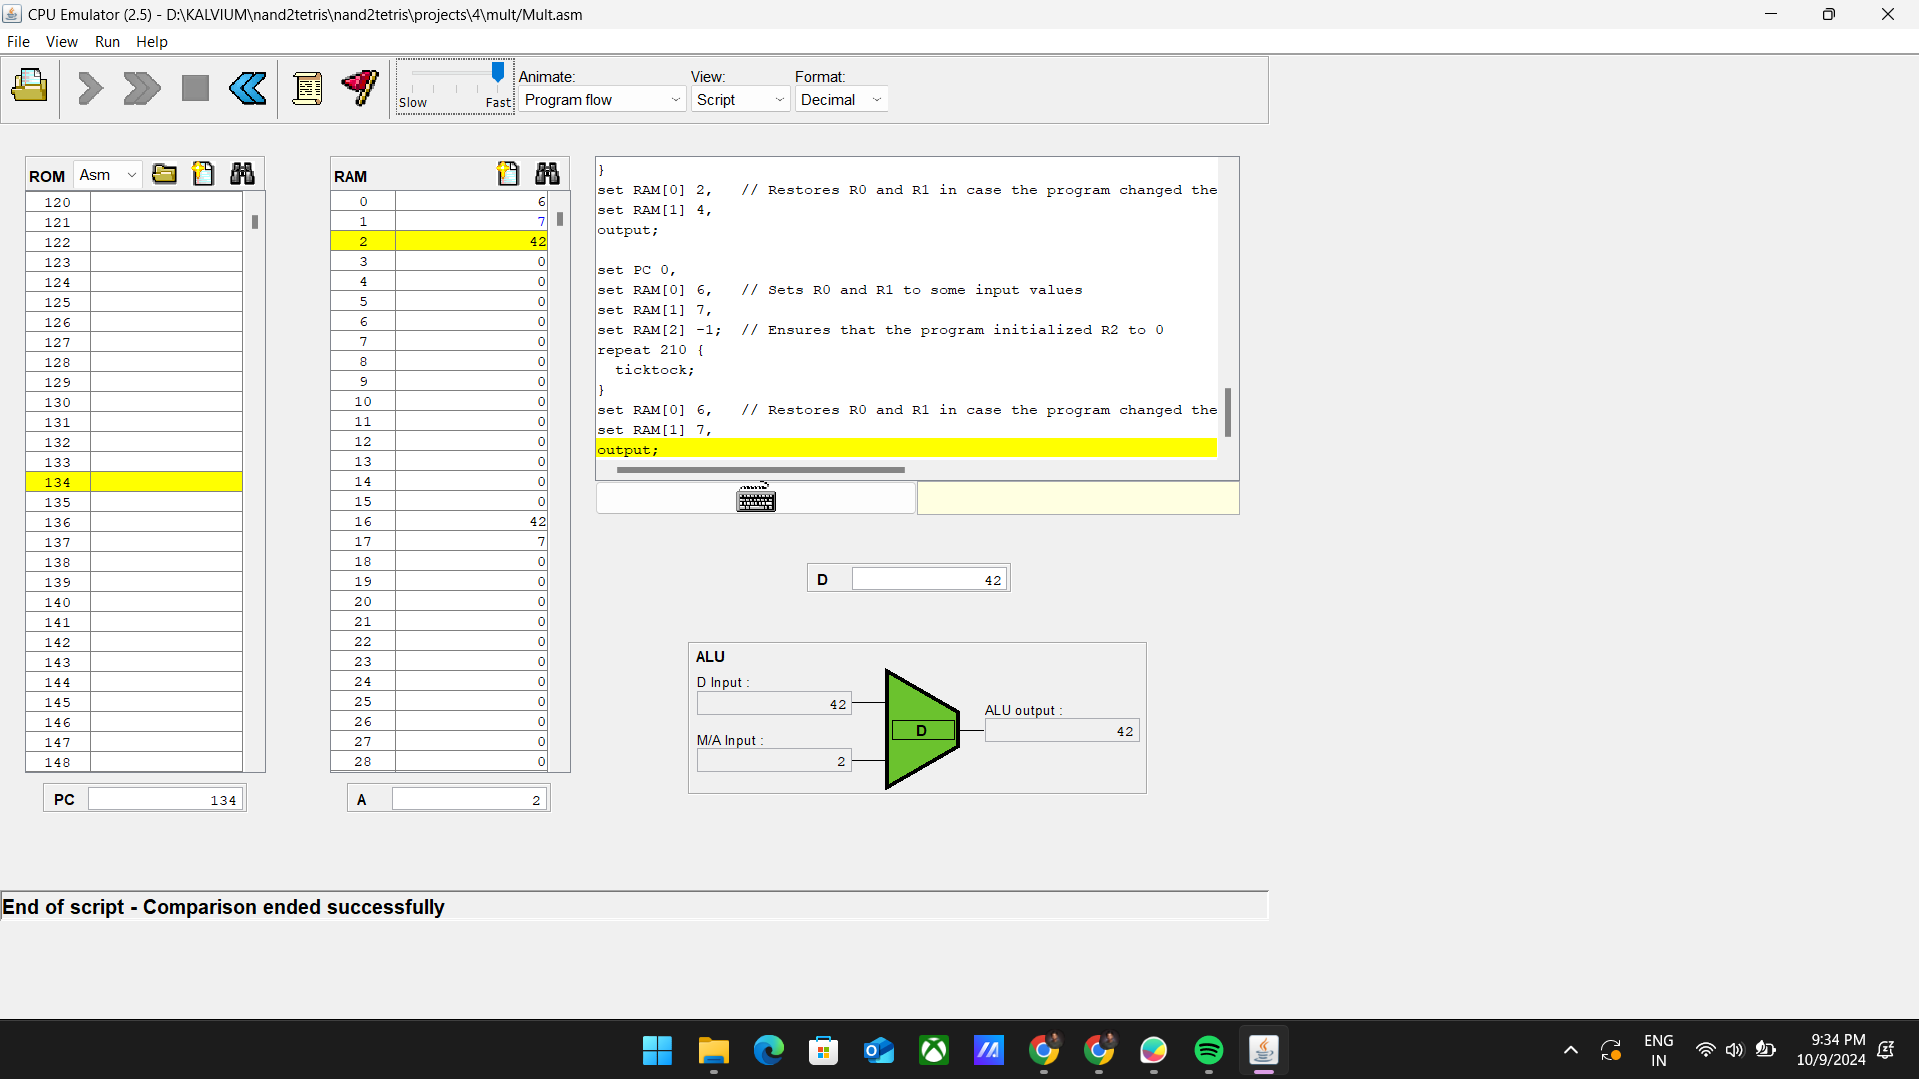 CPU Emulator (2.5) - D:\KALVIUM\nand2tetris\nand2tetris\projects\4\mult/Mult.asm
File View Run Help
Slow Fast
Animate:
Program flow
View:
Script
Format:
Decimal
ROM Asm
120
121
122
123
124
125
126
127
128
129
130
131
132
133
134
135
136
137
138
139
140
141
142
143
144
145
146
147
148
PC 134
RAM
0 6
1 7
2 42
3 0
4 0
5 0
6 0
7 0
8 0
9 0
10 0
11 0
12 0
13 0
14 0
15 0
16 42
17 7
18 0
19 0
20 0
21 0
22 0
23 0
24 0
25 0
26 0
27 0
28 0
A 2
}
set RAM[0] 2,   // Restores R0 and R1 in case the program changed the
set RAM[1] 4,
output;
set PC 0,
set RAM[0] 6,   // Sets R0 and R1 to some input values
set RAM[1] 7,
set RAM[2] -1;  // Ensures that the program initialized R2 to 0
repeat 210 {
  ticktock;
}
set RAM[0] 6,   // Restores R0 and R1 in case the program changed the
set RAM[1] 7,
output;
D 42
ALU
D Input :
42
M/A Input :
2
D
ALU output :
42
End of script - Comparison ended successfully
ENG
IN
9:34 PM
10/9/2024